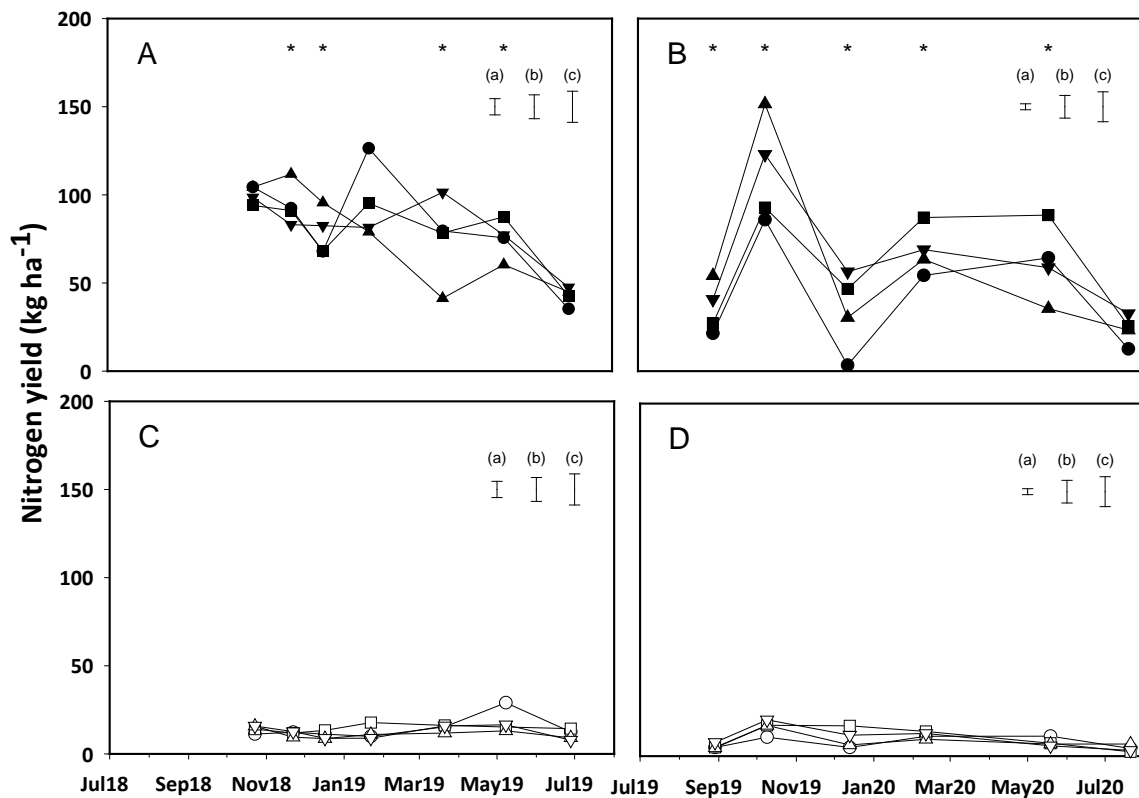 Nitrogen yield (kg ha⁻¹)
200
150
100
50
0
A
* * * *
(a) (b) (c)
B
* * * * *
(a) (b) (c)
200
150
100
50
0
C
(a) (b) (c)
D
(a) (b) (c)
Jul18 Sep18 Nov18 Jan19 Mar19 May19 Jul19
Jul19 Sep19 Nov19 Jan20 Mar20 May20 Jul20